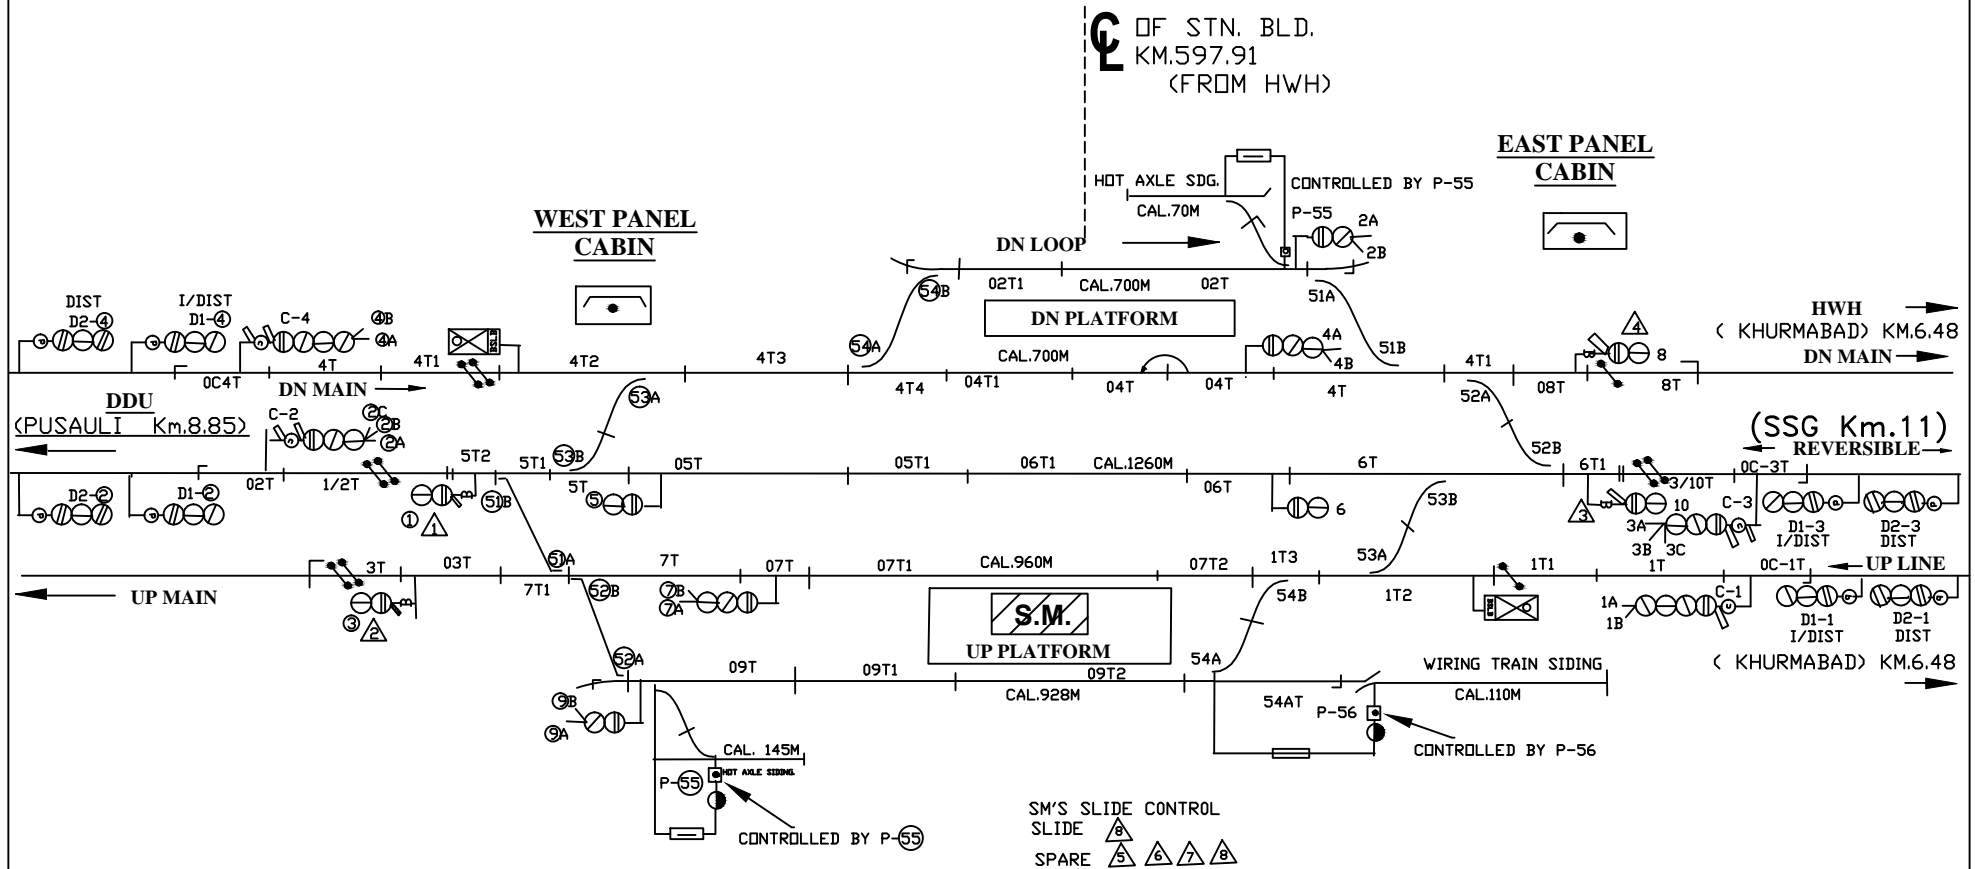 ℄ OF STN. BLD.
KM.597.91
(FROM HWH)
EAST PANEL
CABIN
HOT AXLE SDG.
CONTROLLED BY P-55
CAL.70M
P-55
2A
2B
WEST PANEL
CABIN
DN LOOP
02T1
CAL.700M
02T
54B
51A
DN PLATFORM
DIST
D2-4
I/DIST
D1-4
C-4
4B
4A
HWH
( KHURMABAD) KM.6.48
DN MAIN
0C4T
4T
4T1
BSLB
4T2
4T3
54A
CAL.700M
4A
4B
51B
4T1
4
B
8
DN MAIN
53A
4T4
04T1
04T
04T
4T
52A
08T
8T
DDU
(PUSAULI Km.8.85)
C-2
2C
2B
2A
(SSG Km.11)
REVERSIBLE
02T
1/2T
5T2
5T1
53B
05T
05T1
06T1
CAL.1260M
6T
52B
6T1
0C-3T
3/10T
D2-2
D1-2
B
51B
5T
5
06T
6
53B
B
10
C-3
D1-3
I/DIST
D2-3
DIST
1
1
3
3A
3B
3C
3T
03T
51A
7T
07T
07T1
CAL.960M
07T2
1T3
53A
1T1
1T
0C-1T
UP LINE
UP MAIN
B
3
2
7T1
52B
7B
7A
S.M.
UP PLATFORM
54B
1T2
BSLB
1A
1B
C-1
D1-1
I/DIST
D2-1
DIST
52A
09T
09T1
09T2
54A
WIRING TRAIN SIDING
( KHURMABAD) KM.6.48
9B
9A
CAL.928M
54AT
CAL.110M
P-56
CONTROLLED BY P-56
CAL. 145M
HOT AXLE SIDING.
P-55
CONTROLLED BY P-55
SM'S SLIDE CONTROL
SLIDE 8
SPARE 5 6 7 8